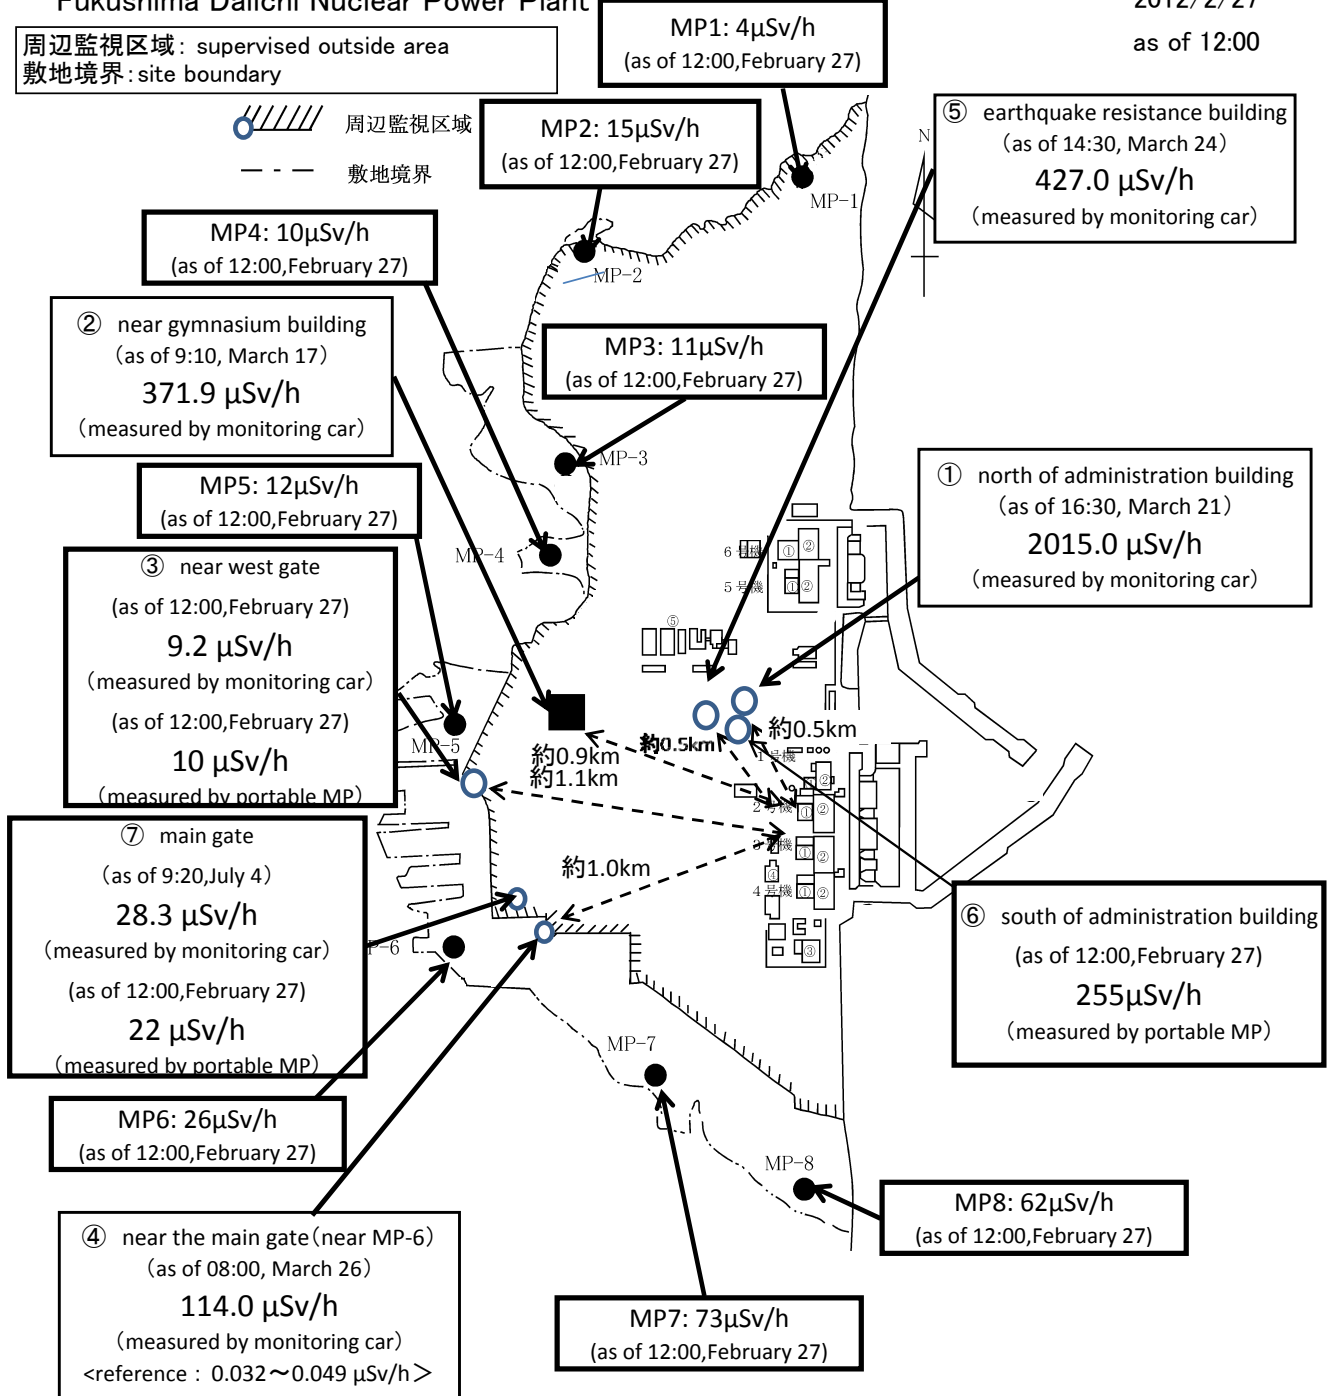 Fukushima Daiichi Nuclear Power Plant
2012/2/27
as of 12:00
周辺監視区域: supervised outside area
敷地境界:site boundary
周辺監視区域
敷地境界
MP1: 4μSv/h
(as of 12:00,February 27)
MP2: 15μSv/h
(as of 12:00,February 27)
⑤ earthquake resistance building
(as of 14:30, March 24)
427.0 μSv/h
(measured by monitoring car)
N
MP-1
MP4: 10μSv/h
(as of 12:00,February 27)
MP-2
② near gymnasium building
(as of 9:10, March 17)
371.9 μSv/h
(measured by monitoring car)
MP3: 11μSv/h
(as of 12:00,February 27)
MP-3
MP5: 12μSv/h
(as of 12:00,February 27)
① north of administration building
(as of 16:30, March 21)
2015.0 μSv/h
(measured by monitoring car)
MP-4
6号機
①
②
5号機
①
②
③ near west gate
(as of 12:00,February 27)
9.2 μSv/h
(measured by monitoring car)
(as of 12:00,February 27)
10 μSv/h
(measured by portable MP)
⑤
MP-5
約0.9km
約1.1km
約0.5km
約0.5km
1号機
②
2号機
①
②
3号機
①
②
④
4号機
①
②
③
約1.0km
⑦ main gate
(as of 9:20,July 4)
28.3 μSv/h
(measured by monitoring car)
(as of 12:00,February 27)
22 μSv/h
(measured by portable MP)
P-6
⑥ south of administration building
(as of 12:00,February 27)
255μSv/h
(measured by portable MP)
MP-7
MP6: 26μSv/h
(as of 12:00,February 27)
MP-8
MP8: 62μSv/h
(as of 12:00,February 27)
④ near the main gate(near MP-6)
(as of 08:00, March 26)
114.0 μSv/h
(measured by monitoring car)
<reference : 0.032~0.049 μSv/h>
MP7: 73μSv/h
(as of 12:00,February 27)